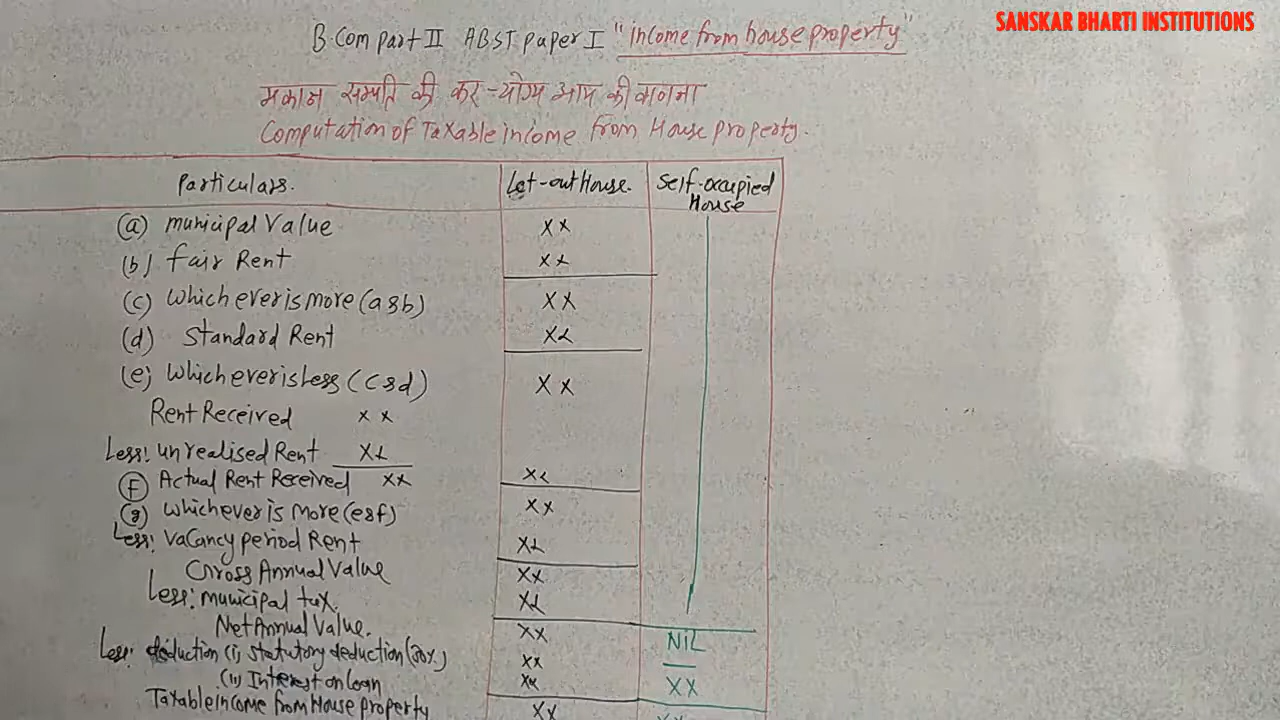 SANSKAR BHARTI INSTITUTIONS
B.Com part II ABST paper I "income from house property"
मकान सम्पति की कर-योग्य आय की गणना
Computation of Taxable income from House property.
Particulars. Let-out House. Self-occupied House
(a) municipal Value XX
(b) fair Rent XX
(c) whichever is more (a & b) XX
(d) Standard Rent XX
(e) whichever is Less (c & d) XX
Rent Received XX
Less: unrealised Rent XX
(F) Actual Rent Received XX XX
(g) whichever is more (e & f) XX
Less: Vacancy period Rent XX
Gross Annual Value XX
Less: municipal tax. XX
Net Annual Value. XX NIL
Less: deduction (i) statutory deduction (30%) XX —
(ii) Interest on loan XX XX
Taxable income from House property XX XX